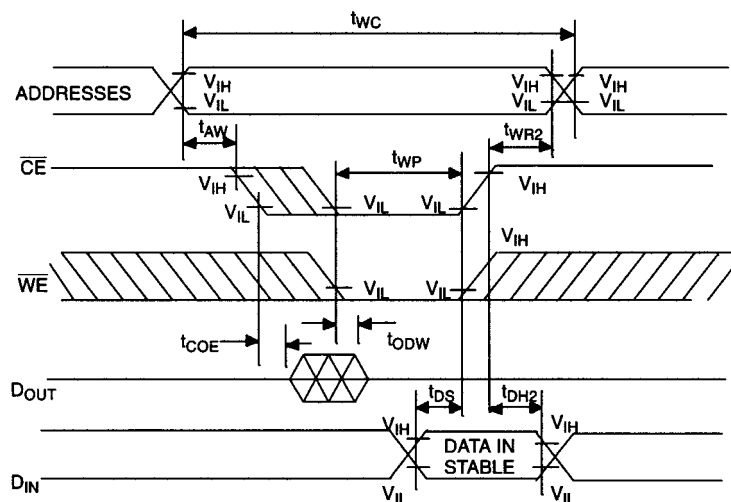 tWC
ADDRESSES
VIH
VIL
VIH
VIL
VIH
VIL
tAW
tWR2
CE
tWP
VIH
VIL
VIL
VIL
VIH
WE
VIH
VIL
VIL
tCOE
tODW
DOUT
tDS
tDH2
VIH
DATA IN
STABLE
VIH
DIN
VIL
VIL